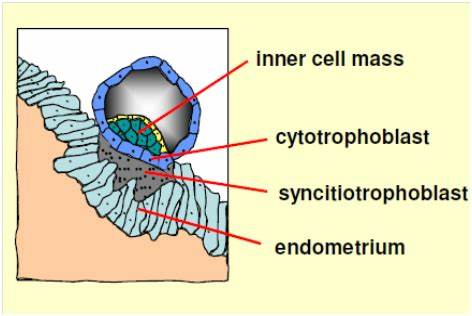 inner cell mass
cytotrophoblast
syncitiotrophoblast
endometrium